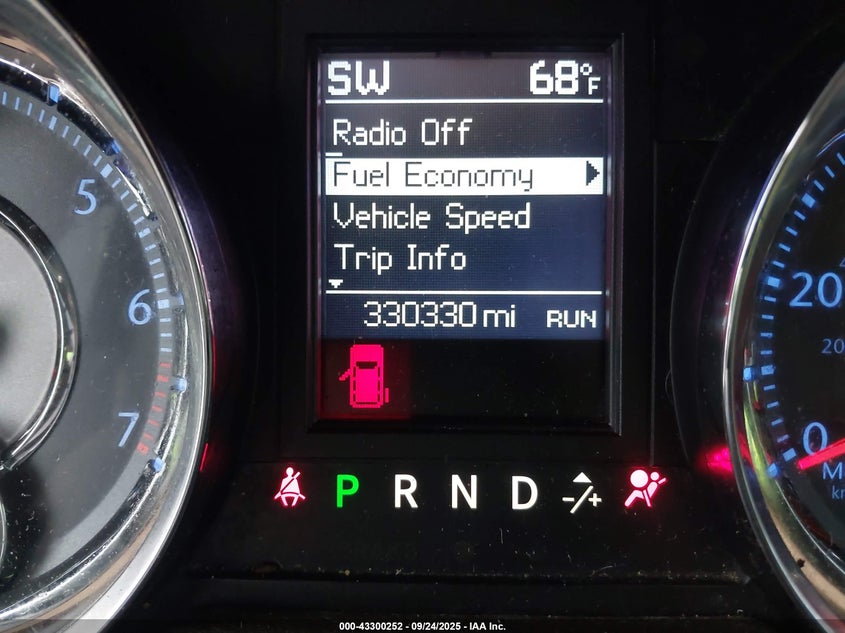 SW 68°F
Radio Off
Fuel Economy
Vehicle Speed
Trip Info
330330 mi RUN
5
6
7
20
20
0
P R N D -/+
000-43300252 - 09/24/2025 - IAA Inc.